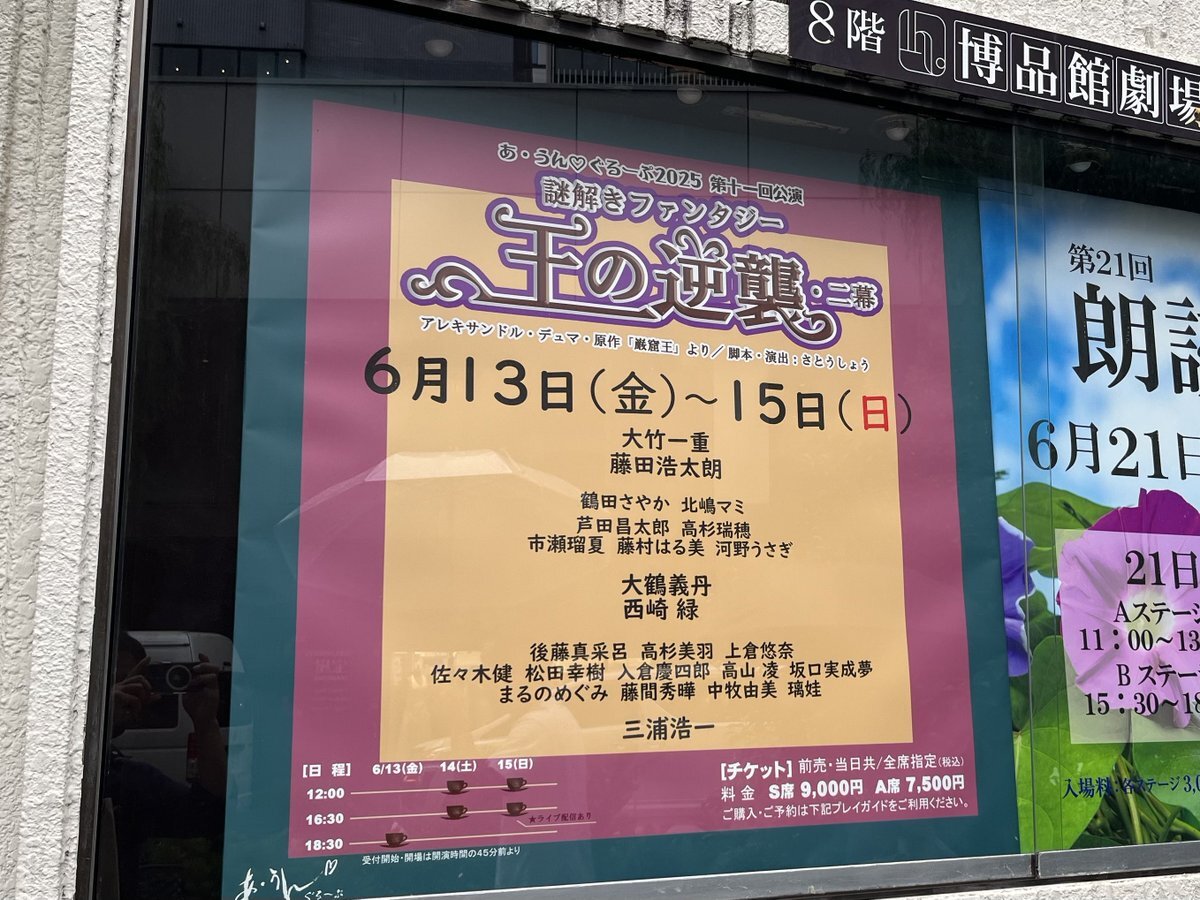 8階 博品館劇場
あ・うん♡ぐるーぷ2025 第十一回公演
謎解きファンタジー
王の逆襲・二幕
アレキサンドル・デュマ・原作「巌窟王」より／脚本・演出：さとうしょう
6月13日(金)～15日(日)
大竹一重
藤田浩太朗
鶴田さやか 北嶋マミ
芦田昌太郎 高杉瑞穂
市瀬瑠夏 藤村はる美 河野うさぎ
大鶴義丹
西崎 緑
後藤真采呂 高杉美羽 上倉悠奈
佐々木健 松田幸樹 入倉慶四郎 高山 凌 坂口実成夢
まるのめぐみ 藤間秀曄 中牧由美 璃娃
三浦浩一
[日 程] 6/13(金) 14(土) 15(日)
12:00
16:30
★ライブ配信あり
18:30
受付開始・開場は開演時間の45分前より
[チケット] 前売・当日共/全席指定(税込)
料金 S席 9,000円 A席 7,500円
ご購入・ご予約は下記プレイガイドをご利用ください。
あ・うん♡ぐるーぷ
第21回
朗読
6月21日
21日
Aステージ
11：00～13
Bステージ
15：30～18
入場料：各ステージ3,0